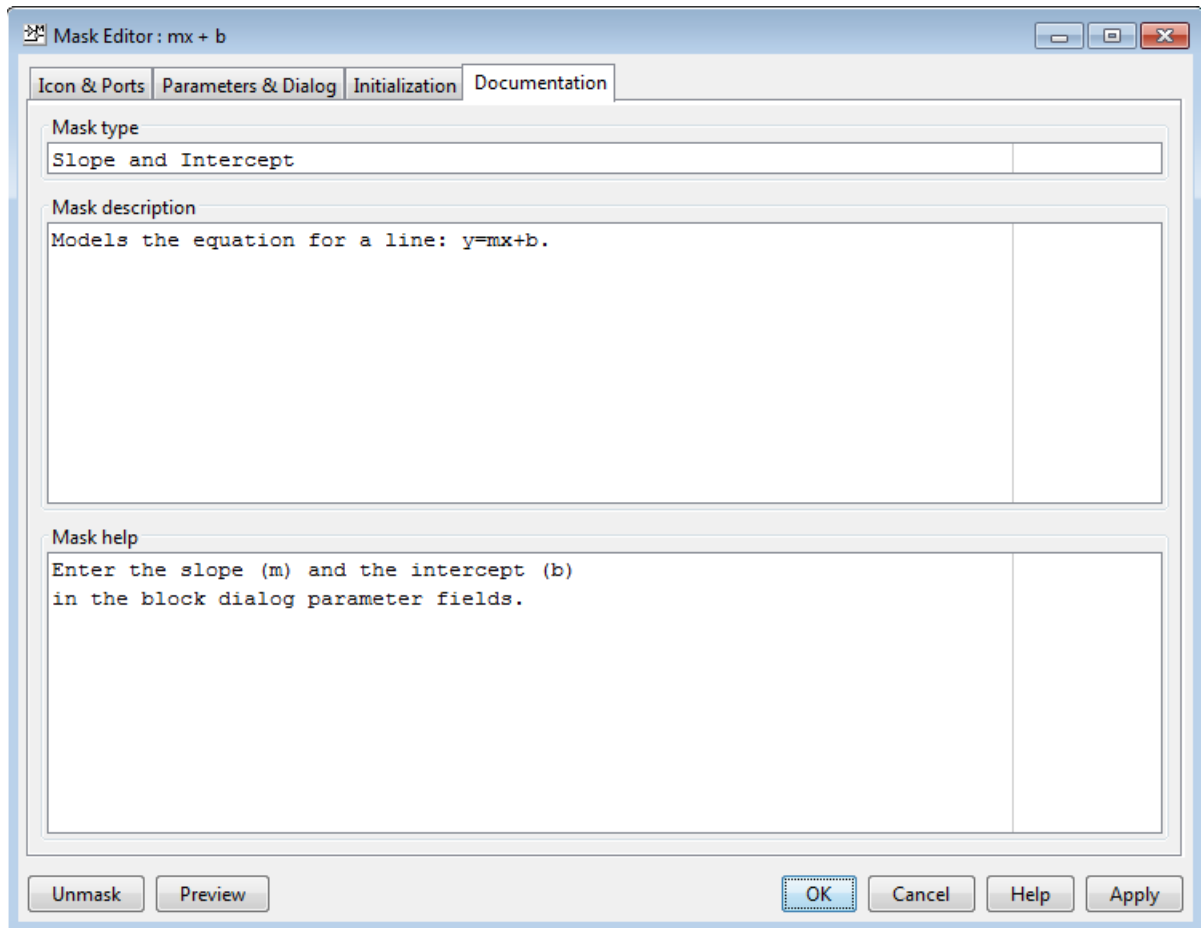 Mask Editor : mx + b
Icon & Ports Parameters & Dialog Initialization Documentation
Mask type
Slope and Intercept
Mask description
Models the equation for a line: y=mx+b.
Mask help
Enter the slope (m) and the intercept (b)
in the block dialog parameter fields.
Unmask Preview OK Cancel Help Apply